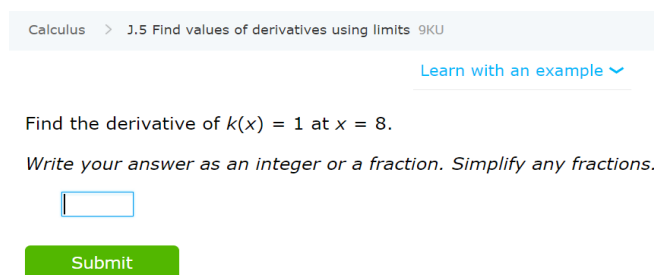 Calculus > J.5 Find values of derivatives using limits 9KU
Learn with an example
Find the derivative of k(x) = 1 at x = 8.
Write your answer as an integer or a fraction. Simplify any fractions.
Submit